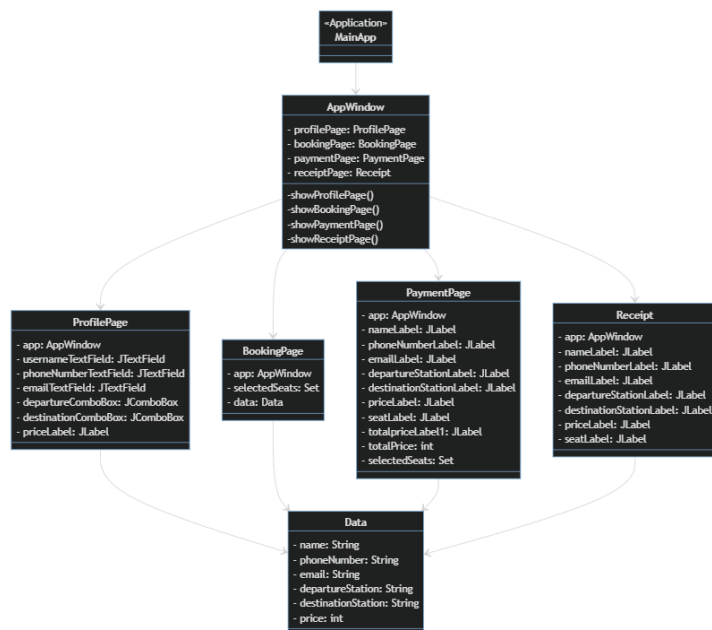 «Application»
MainApp
AppWindow
- profilePage: ProfilePage
- bookingPage: BookingPage
- paymentPage: PaymentPage
- receiptPage: Receipt
-showProfilePage()
-showBookingPage()
-showPaymentPage()
-showReceiptPage()
ProfilePage
- app: AppWindow
- usernameTextField: JTextField
- phoneNumberTextField: JTextField
- emailTextField: JTextField
- departureComboBox: JComboBox
- destinationComboBox: JComboBox
- priceLabel: JLabel
BookingPage
- app: AppWindow
- selectedSeats: Set
- data: Data
PaymentPage
- app: AppWindow
- nameLabel: JLabel
- phoneNumberLabel: JLabel
- emailLabel: JLabel
- departureStationLabel: JLabel
- destinationStationLabel: JLabel
- priceLabel: JLabel
- seatLabel: JLabel
- totalpriceLabel1: JLabel
- totalPrice: int
- selectedSeats: Set
Receipt
- app: AppWindow
- nameLabel: JLabel
- phoneNumberLabel: JLabel
- emailLabel: JLabel
- departureStationLabel: JLabel
- destinationStationLabel: JLabel
- priceLabel: JLabel
- seatLabel: JLabel
Data
- name: String
- phoneNumber: String
- email: String
- departureStation: String
- destinationStation: String
- price: int